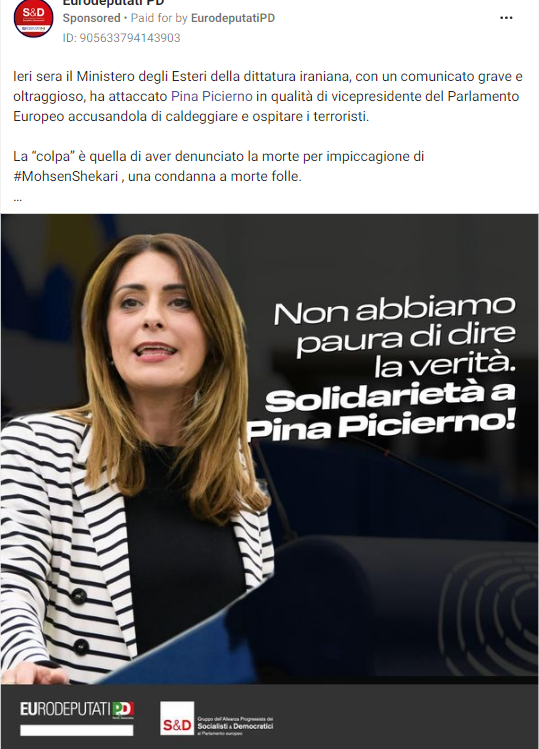 Eurodeputati PD
Sponsored • Paid for by EurodeputatiPD
ID: 905633794143903
Ieri sera il Ministero degli Esteri della dittatura iraniana, con un comunicato grave e
oltraggioso, ha attaccato Pina Picierno in qualità di vicepresidente del Parlamento
Europeo accusandola di caldeggiare e ospitare i terroristi.
La “colpa” è quella di aver denunciato la morte per impiccagione di
#MohsenShekari , una condanna a morte folle.
...
Non abbiamo
paura di dire
la verità.
Solidarietà a
Pina Picierno!
EURODEPUTATI PD
S&D
Gruppo dell'Alleanza Progressista dei
Socialisti & Democratici
al Parlamento europeo